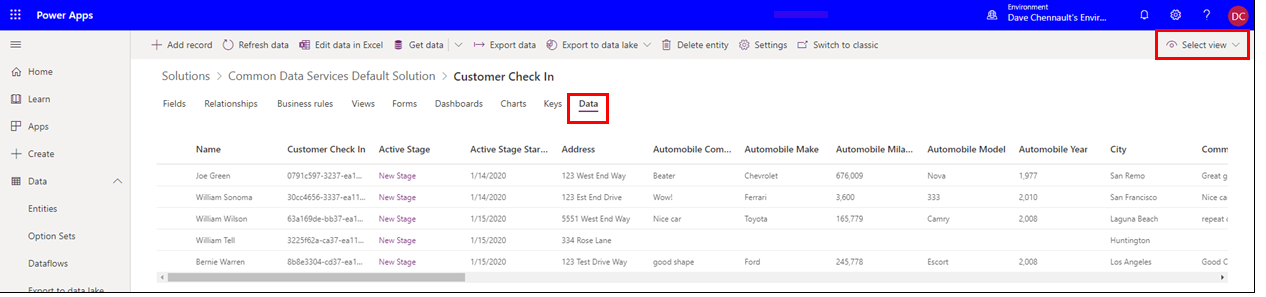 Power Apps
Environment
Dave Chennault's Envir...
DC
Add record
Refresh data
Edit data in Excel
Get data
Export data
Export to data lake
Delete entity
Settings
Switch to classic
Select view
Home
Learn
Apps
Create
Data
Entities
Option Sets
Dataflows
Export to data lake
Solutions > Common Data Services Default Solution > Customer Check In
Fields Relationships Business rules Views Forms Dashboards Charts Keys Data
Name Customer Check In Active Stage Active Stage Star... Address Automobile Com... Automobile Make Automobile Mila... Automobile Model Automobile Year City Comm
Joe Green 0791c597-3237-ea1... New Stage 1/14/2020 123 West End Way Beater Chevrolet 676,009 Nova 1,977 San Remo Great g
William Sonoma 30cc4656-3337-ea11... New Stage 1/14/2020 123 Est End Drive Wow! Ferrari 3,600 333 2,010 San Francisco Nice ca
William Wilson 63a169de-bb37-ea1... New Stage 1/15/2020 5551 West End Way Nice car Toyota 165,779 Camry 2,008 Laguna Beach repeat c
William Tell 3225f62a-ca37-ea11... New Stage 1/15/2020 334 Rose Lane Huntington
Bernie Warren 8b8e3304-cd37-ea1... New Stage 1/15/2020 123 Test Drive Way good shape Ford 245,778 Escort 2,008 Los Angeles Good C